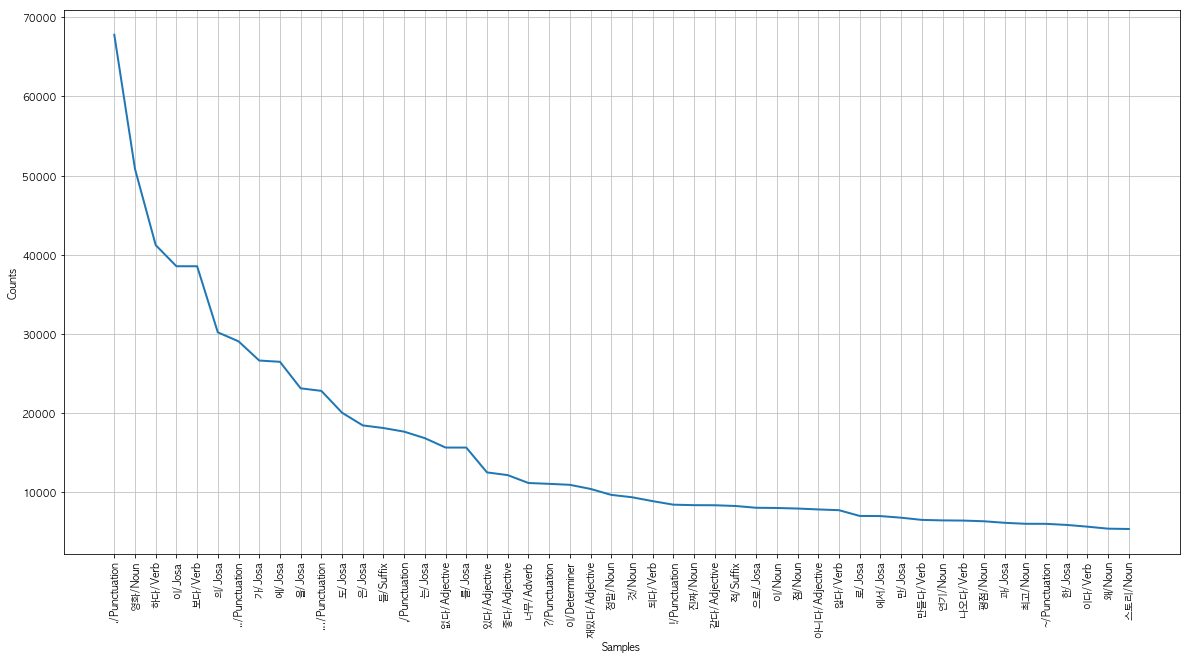 70000
60000
50000
40000
30000
20000
10000
Counts
./Punctuation
영화/Noun
하다/Verb
이/Josa
보다/Verb
의/Josa
../Punctuation
가/Josa
에/Josa
을/Josa
.../Punctuation
도/Josa
은/Josa
들/Suffix
,/Punctuation
는/Josa
없다/Adjective
를/Josa
있다/Adjective
좋다/Adjective
너무/Adverb
?/Punctuation
이/Determiner
재밌다/Adjective
정말/Noun
것/Noun
되다/Verb
!/Punctuation
진짜/Noun
같다/Adjective
적/Suffix
으로/Josa
이/Noun
점/Noun
아니다/Adjective
않다/Verb
로/Josa
에서/Josa
만/Josa
만들다/Verb
연기/Noun
나오다/Verb
평점/Noun
과/Josa
최고/Noun
~/Punctuation
한/Josa
이다/Verb
왜/Noun
스토리/Noun
Samples